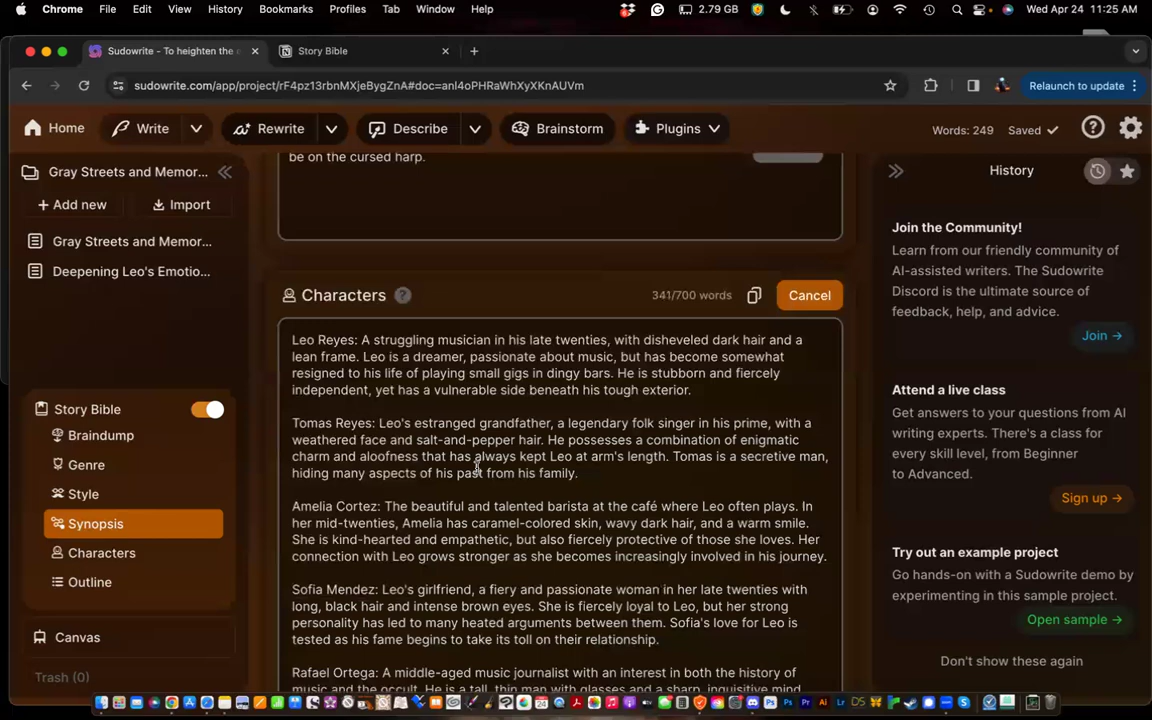 Chrome File Edit View History Bookmarks Profiles Tab Window Help 2.79 GB Wed Apr 24 11:25 AM
Sudowrite - To heighten the e Story Bible
sudowrite.com/app/project/rF4pz13rbnMXjeBygZnA#doc=anl4oPHRaWhXyXKnAUVm Relaunch to update
Home Write Rewrite Describe Brainstorm Plugins Words: 249 Saved
be on the cursed harp.
Gray Streets and Memor...
Add new Import
Gray Streets and Memor...
Deepening Leo's Emotio...
Story Bible
Braindump
Genre
Style
Synopsis
Characters
Outline
Canvas
Trash (0)
Characters 341/700 words Cancel
Leo Reyes: A struggling musician in his late twenties, with disheveled dark hair and a
lean frame. Leo is a dreamer, passionate about music, but has become somewhat
resigned to his life of playing small gigs in dingy bars. He is stubborn and fiercely
independent, yet has a vulnerable side beneath his tough exterior.
Tomas Reyes: Leo's estranged grandfather, a legendary folk singer in his prime, with a
weathered face and salt-and-pepper hair. He possesses a combination of enigmatic
charm and aloofness that has always kept Leo at arm's length. Tomas is a secretive man,
hiding many aspects of his past from his family.
Amelia Cortez: The beautiful and talented barista at the café where Leo often plays. In
her mid-twenties, Amelia has caramel-colored skin, wavy dark hair, and a warm smile.
She is kind-hearted and empathetic, but also fiercely protective of those she loves. Her
connection with Leo grows stronger as she becomes increasingly involved in his journey.
Sofia Mendez: Leo's girlfriend, a fiery and passionate woman in her late twenties with
long, black hair and intense brown eyes. She is fiercely loyal to Leo, but her strong
personality has led to many heated arguments between them. Sofia's love for Leo is
tested as his fame begins to take its toll on their relationship.
Rafael Ortega: A middle-aged music journalist with an interest in both the history of
music and the occult. He is a tall, thin man with glasses and a sharp, inquisitive mind
History
Join the Community!
Learn from our friendly community of
AI-assisted writers. The Sudowrite
Discord is the ultimate source of
feedback, help, and advice.
Join →
Attend a live class
Get answers to your questions from AI
writing experts. There's a class for
every skill level, from Beginner
to Advanced.
Sign up →
Try out an example project
Go hands-on with a Sudowrite demo by
experimenting in this sample project.
Open sample →
Don't show these again